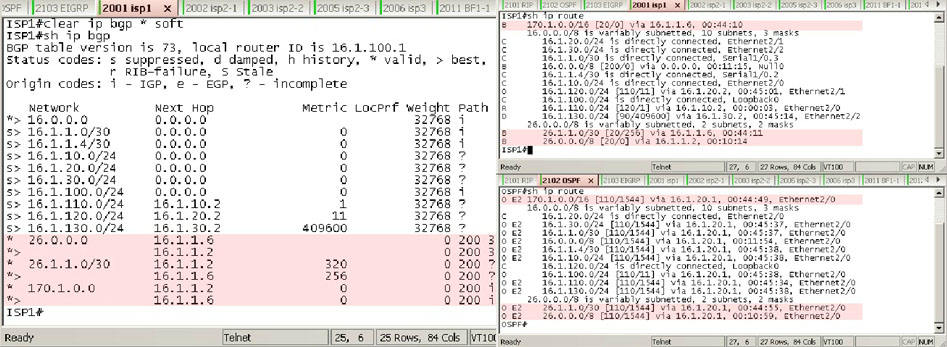 OSPF 2103 EIGRP 2001 isp1 2002 isp2-1 2003 isp2-2 2005 isp2-3 2006 isp3 2011 BF1-1
ISP1#clear ip bgp * soft
ISP1#sh ip bgp
BGP table version is 73, local router ID is 16.1.100.1
Status codes: s suppressed, d damped, h history, * valid, > best,
r RIB-failure, S Stale
Origin codes: i - IGP, e - EGP, ? - incomplete
Network Next Hop Metric LocPrf Weight Path
*> 16.0.0.0 0.0.0.0 32768 i
s> 16.1.1.0/30 0.0.0.0 0 32768 ?
s> 16.1.1.4/30 0.0.0.0 0 32768 ?
s> 16.1.10.0/24 0.0.0.0 0 32768 ?
s> 16.1.20.0/24 0.0.0.0 0 32768 ?
s> 16.1.30.0/24 0.0.0.0 0 32768 ?
s> 16.1.100.0/24 0.0.0.0 0 32768 i
s> 16.1.110.0/24 16.1.10.2 1 32768 ?
s> 16.1.120.0/24 16.1.20.2 11 32768 ?
s> 16.1.130.0/24 16.1.30.2 409600 32768 ?
* 26.0.0.0 16.1.1.6 0 200 3
*> 16.1.1.2 0 0 200 i
* 26.1.1.0/30 16.1.1.2 320 0 200 ?
*> 16.1.1.6 256 0 200 ?
* 170.1.0.0 16.1.1.2 0 200 i
*> 16.1.1.6 0 0 200 i
ISP1#
Ready Telnet 25, 6 25 Rows, 84 Cols VT100
2101 RIP 2102 OSPF 2103 EIGRP 2001 isp1 2002 isp2-1 2003 isp2-2 2005 isp2-3 2006 isp3 2011
ISP1#sh ip route
B 170.1.0.0/16 [20/0] via 16.1.1.6, 00:44:10
16.0.0.0/8 is variably subnetted, 10 subnets, 3 masks
C 16.1.20.0/24 is directly connected, Ethernet2/1
C 16.1.30.0/24 is directly connected, Ethernet2/2
C 16.1.1.0/30 is directly connected, Serial1/0.3
B 16.0.0.0/8 [200/0] via 0.0.0.0, 00:11:15, Null0
C 16.1.1.4/30 is directly connected, Serial1/0.2
C 16.1.10.0/24 is directly connected, Ethernet2/0
O 16.1.120.0/24 [110/11] via 16.1.20.2, 00:45:01, Ethernet2/1
C 16.1.100.0/24 is directly connected, Loopback0
R 16.1.110.0/24 [120/1] via 16.1.10.2, 00:00:03, Ethernet2/0
D 16.1.130.0/24 [90/409600] via 16.1.30.2, 00:45:14, Ethernet2/2
26.0.0.0/8 is variably subnetted, 2 subnets, 2 masks
B 26.1.1.0/30 [20/256] via 16.1.1.6, 00:44:11
B 26.0.0.0/8 [20/0] via 16.1.1.2, 00:10:14
ISP1#
Ready Telnet 27, 6 27 Rows, 84 Cols VT100 CAP NUM
2101 RIP 2102 OSPF 2103 EIGRP 2001 isp1 2002 isp2-1 2003 isp2-2 2005 isp2-3 2006 isp3 2011 BF1-1
OSPF#sh ip route
O E2 170.1.0.0/16 [110/1544] via 16.1.20.1, 00:44:49, Ethernet2/0
16.0.0.0/8 is variably subnetted, 10 subnets, 3 masks
C 16.1.20.0/24 is directly connected, Ethernet2/0
O E2 16.1.30.0/24 [110/1544] via 16.1.20.1, 00:45:37, Ethernet2/0
O E2 16.1.1.0/30 [110/1544] via 16.1.20.1, 00:45:37, Ethernet2/0
O E2 16.0.0.0/8 [110/1544] via 16.1.20.1, 00:11:54, Ethernet2/0
O E2 16.1.1.4/30 [110/1544] via 16.1.20.1, 00:45:38, Ethernet2/0
O E2 16.1.10.0/24 [110/1544] via 16.1.20.1, 00:45:38, Ethernet2/0
C 16.1.120.0/24 is directly connected, Loopback0
O 16.1.100.0/24 [110/11] via 16.1.20.1, 00:45:38, Ethernet2/0
O E2 16.1.110.0/24 [110/1544] via 16.1.20.1, 00:45:34, Ethernet2/0
O E2 16.1.130.0/24 [110/1544] via 16.1.20.1, 00:45:38, Ethernet2/0
26.0.0.0/8 is variably subnetted, 2 subnets, 2 masks
O E2 26.1.1.0/30 [110/1544] via 16.1.20.1, 00:44:55, Ethernet2/0
O E2 26.0.0.0/8 [110/1544] via 16.1.20.1, 00:10:59, Ethernet2/0
OSPF#
Ready Telnet 27, 6 27 Rows, 84 Cols VT100 CAP NUM